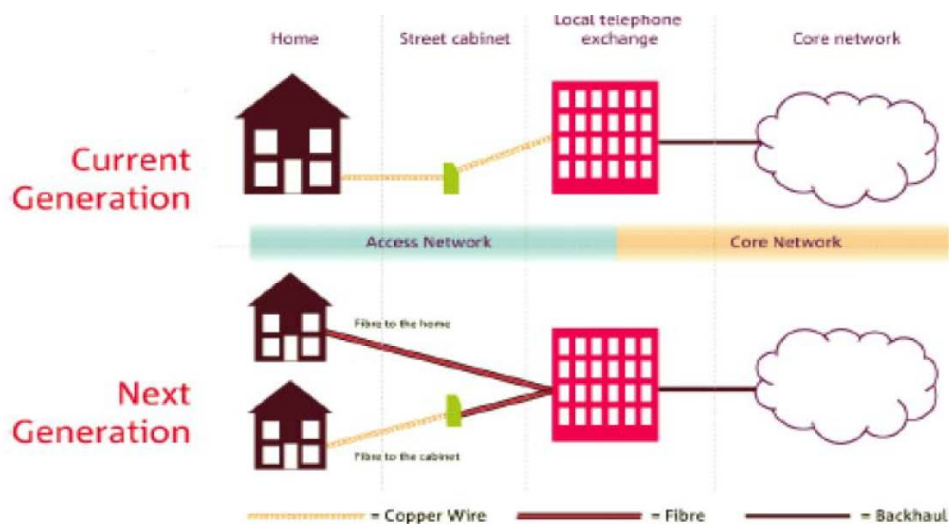 Home
Street cabinet
Local telephone
exchange
Core network
Current
Generation
Access Network
Core Network
Fibre to the home
Next
Generation
Fibre to the cabinet
= Copper Wire
= Fibre
= Backhaul